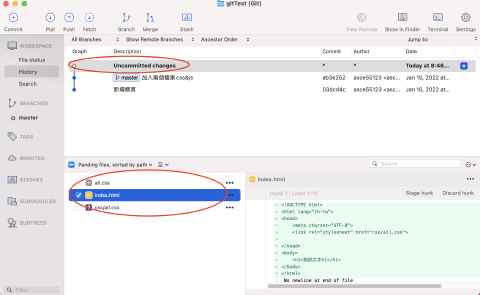 gitTest (Git)
Commit
Pull
Push
Fetch
Branch
Merge
Stash
View Remote
Show in Finder
Terminal
Settings
All Branches
Show Remote Branches
Ancestor Order
Jump to:
WORKSPACE
File status
History
Search
BRANCHES
master
TAGS
REMOTES
STASHES
SUBMODULES
SUBTREES
Filter
Graph
Description
Commit
Author
Date
Uncommitted changes
*
*
Today at 8:46...
master 加入兩個檔案css&js
ab3e252
asce55123 <asc...
Jan 10, 2022 at...
新增網頁
03dcd4c
asce55123 <asc...
Jan 10, 2022 at...
Pending files, sorted by path
Search
all.css
index.html
css/all.css
index.html
Hunk 1 : Lines 1-11
Stage hunk
Discard hunk
+ <!DOCTYPE html>
+ <html lang="zh-tw">
+ <head>
+ <meta charset="UTF-8">
+ <link rel="stylesheet" href="css/all.css">
+
+ </head>
+ <body>
+ <h1>測試文字h1</h1>
+ </body>
+ </html>
No newline at end of file